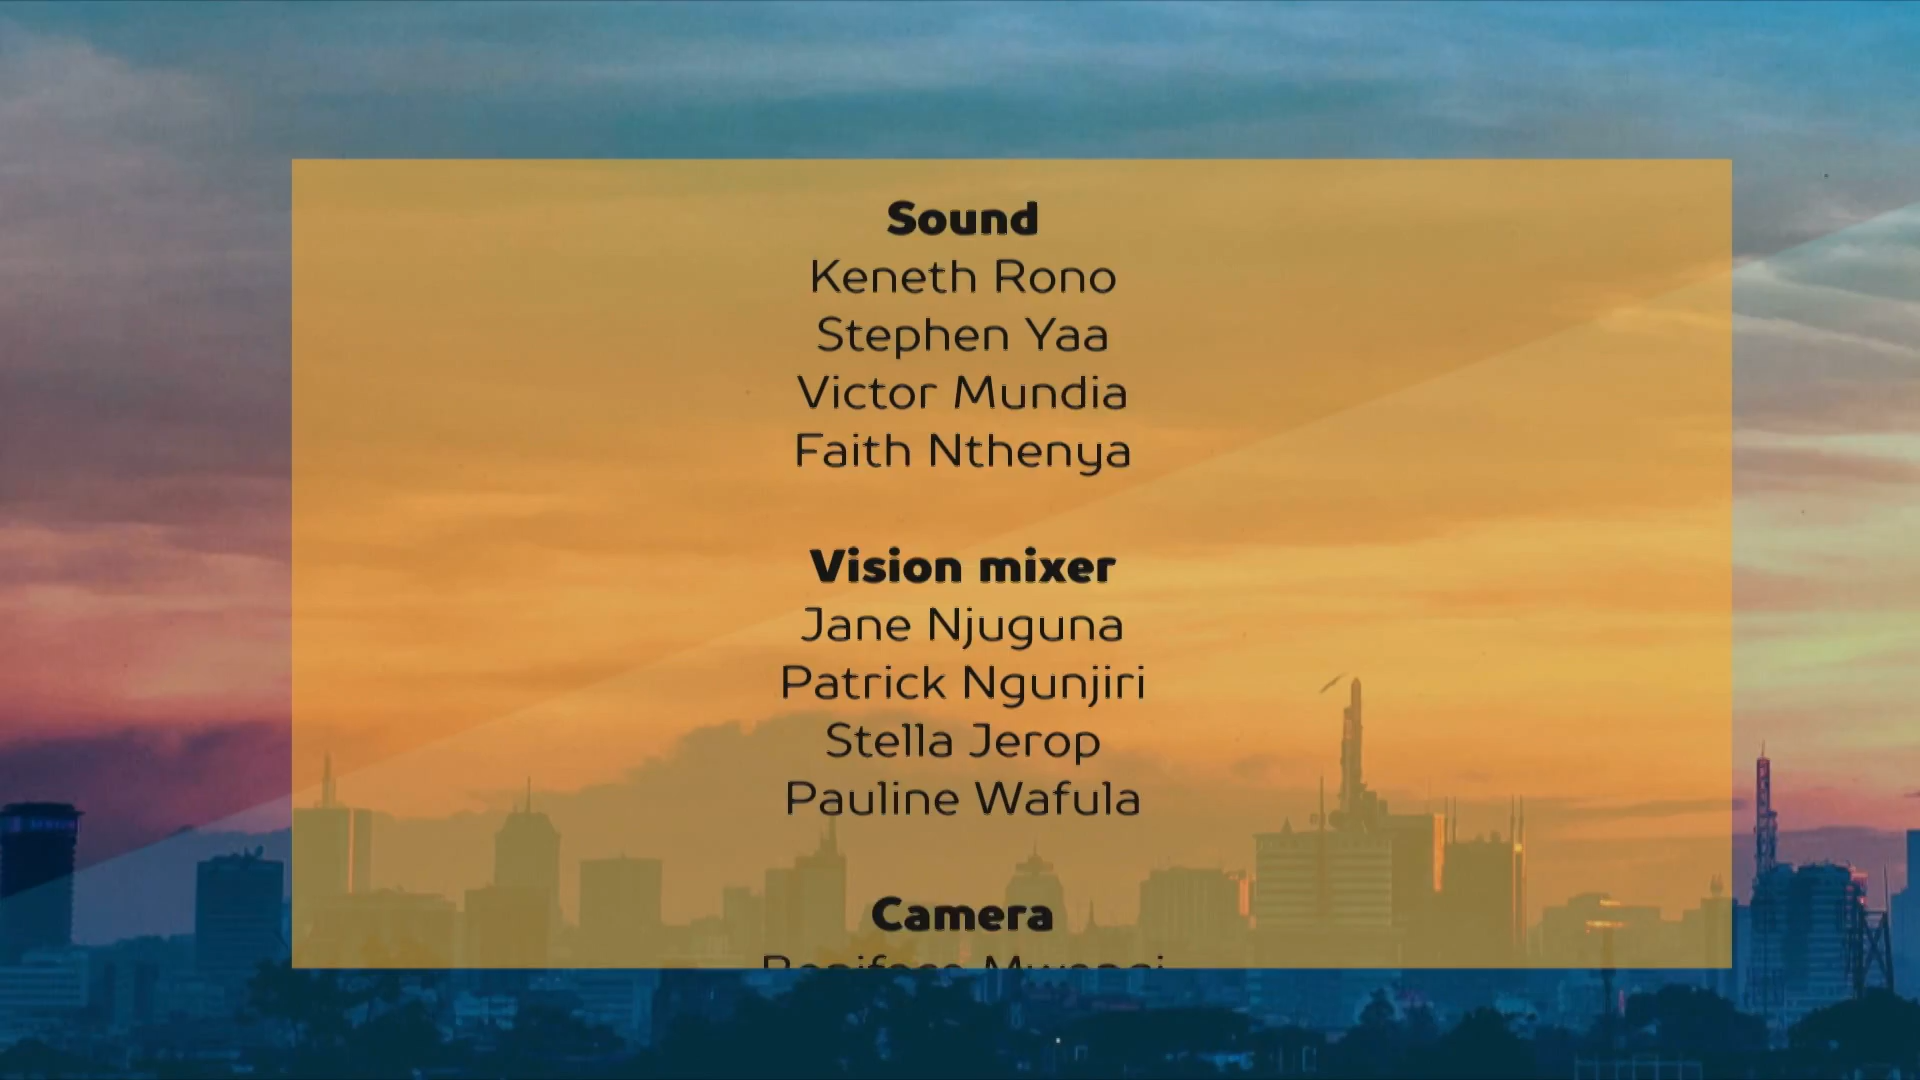 Sound
Keneth Rono
Stephen Yaa
Victor Mundia
Faith Nthenya
Vision mixer
Jane Njuguna
Patrick Ngunjiri
Stella Jerop
Pauline Wafula
Camera